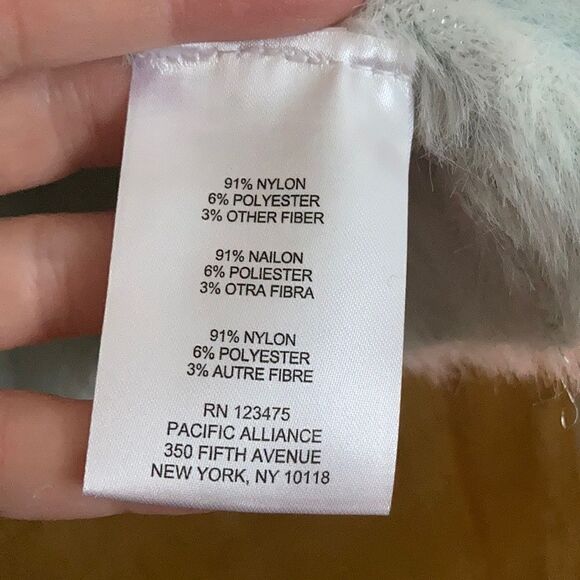 91% NYLON
6% POLYESTER
3% OTHER FIBER
91% NAILON
6% POLIESTER
3% OTRA FIBRA
91% NYLON
6% POLYESTER
3% AUTRE FIBRE
RN 123475
PACIFIC ALLIANCE
350 FIFTH AVENUE
NEW YORK, NY 10118